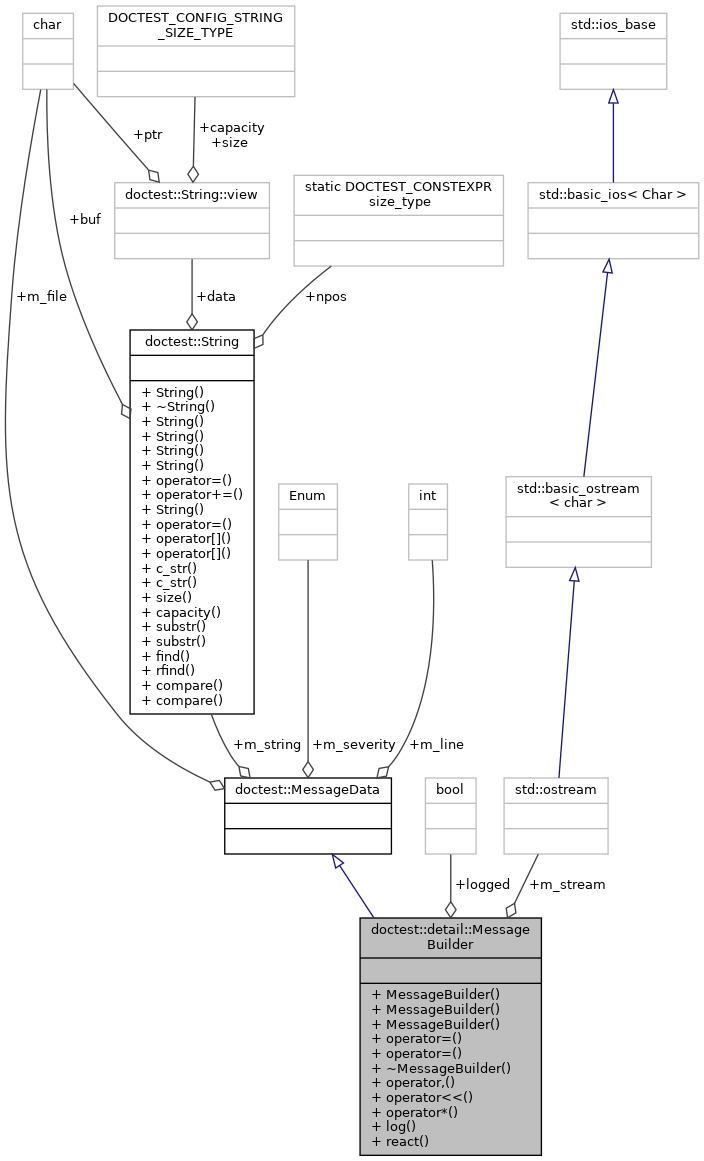 char
DOCTEST_CONFIG_STRING
_SIZE_TYPE
std::ios_base
+ptr
+capacity
+size
doctest::String::view
static DOCTEST_CONSTEXPR
size_type
std::basic_ios< Char >
+buf
+m_file
+data
+npos
doctest::String
+ String()
+ ~String()
+ String()
+ String()
+ String()
+ String()
+ operator=()
+ operator+=()
+ String()
+ operator=()
+ operator[]()
+ operator[]()
+ c_str()
+ c_str()
+ size()
+ capacity()
+ substr()
+ substr()
+ find()
+ rfind()
+ compare()
+ compare()
Enum
int
std::basic_ostream
< char >
+m_string
+m_severity
+m_line
doctest::MessageData
bool
std::ostream
+logged
+m_stream
doctest::detail::Message
Builder
+ MessageBuilder()
+ MessageBuilder()
+ MessageBuilder()
+ operator=()
+ operator=()
+ ~MessageBuilder()
+ operator,()
+ operator<<()
+ operator*()
+ log()
+ react()